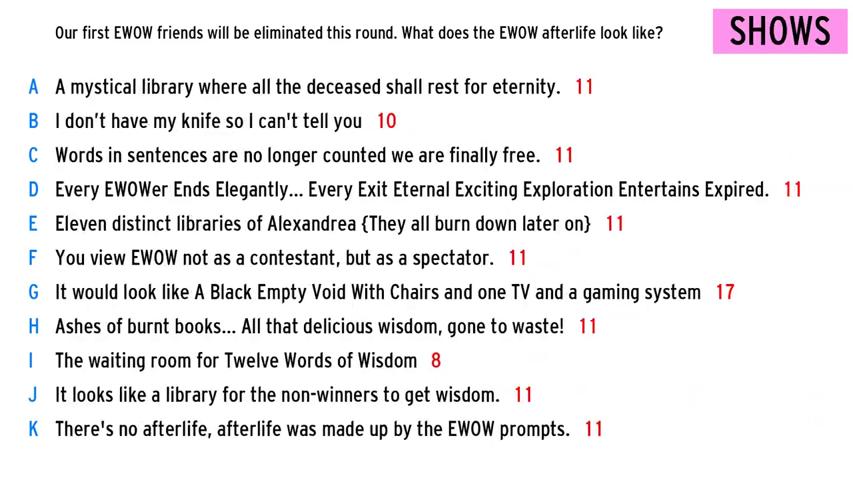 Our first EWOW friends will be eliminated this round. What does the EWOW afterlife look like?
SHOWS
A A mystical library where all the deceased shall rest for eternity. 11
B I don’t have my knife so I can't tell you 10
C Words in sentences are no longer counted we are finally free. 11
D Every EWOWer Ends Elegantly... Every Exit Eternal Exciting Exploration Entertains Expired. 11
E Eleven distinct libraries of Alexandrea {They all burn down later on} 11
F You view EWOW not as a contestant, but as a spectator. 11
G It would look like A Black Empty Void With Chairs and one TV and a gaming system 17
H Ashes of burnt books... All that delicious wisdom, gone to waste! 11
I The waiting room for Twelve Words of Wisdom 8
J It looks like a library for the non-winners to get wisdom. 11
K There's no afterlife, afterlife was made up by the EWOW prompts. 11